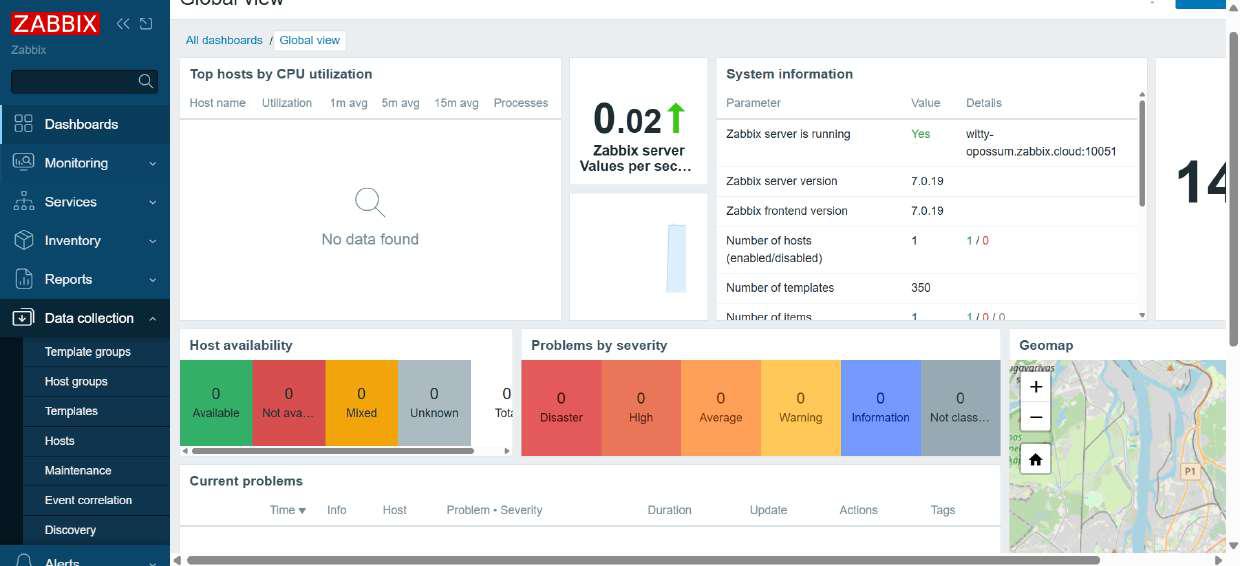 Global view
ZABBIX
Zabbix
Dashboards
Monitoring
Services
Inventory
Reports
Data collection
Template groups
Host groups
Templates
Hosts
Maintenance
Event correlation
Discovery
Alerts
All dashboards / Global view
Top hosts by CPU utilization
Host name Utilization 1m avg 5m avg 15m avg Processes
No data found
0.02
Zabbix server
Values per sec...
System information
Parameter Value Details
Zabbix server is running Yes witty-
opossum.zabbix.cloud:10051
Zabbix server version 7.0.19
Zabbix frontend version 7.0.19
Number of hosts 1 1 / 0
(enabled/disabled)
Number of templates 350
Number of items 1 1 / 0 / 0
14
Host availability
0 0 0 0 0
Available Not ava... Mixed Unknown Tota
Problems by severity
0 0 0 0 0 0
Disaster High Average Warning Information Not class...
Geomap
+
−
P1
Current problems
Time ▼ Info Host Problem • Severity Duration Update Actions Tags